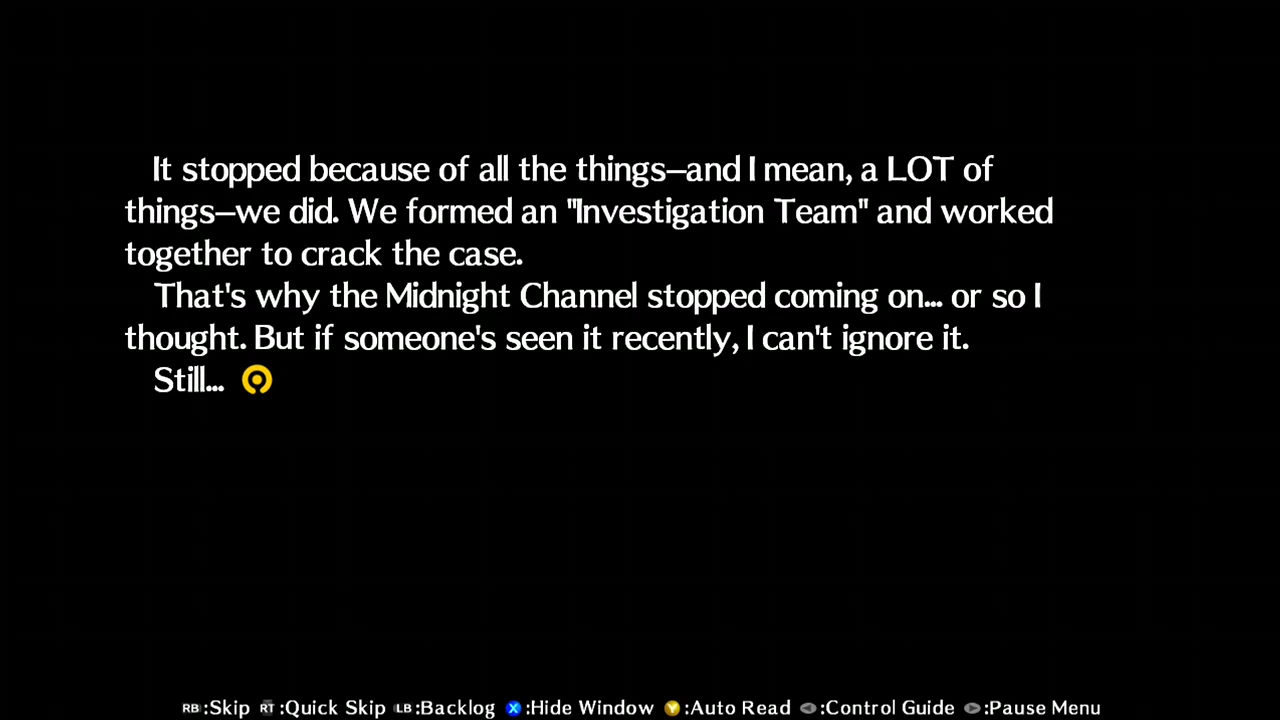 It stopped because of all the things—and I mean, a LOT of
things—we did. We formed an "Investigation Team" and worked
together to crack the case.
That's why the Midnight Channel stopped coming on... or so I
thought. But if someone's seen it recently, I can't ignore it.
Still...
RB:Skip RT:Quick Skip LB:Backlog X:Hide Window Y:Auto Read :Control Guide :Pause Menu